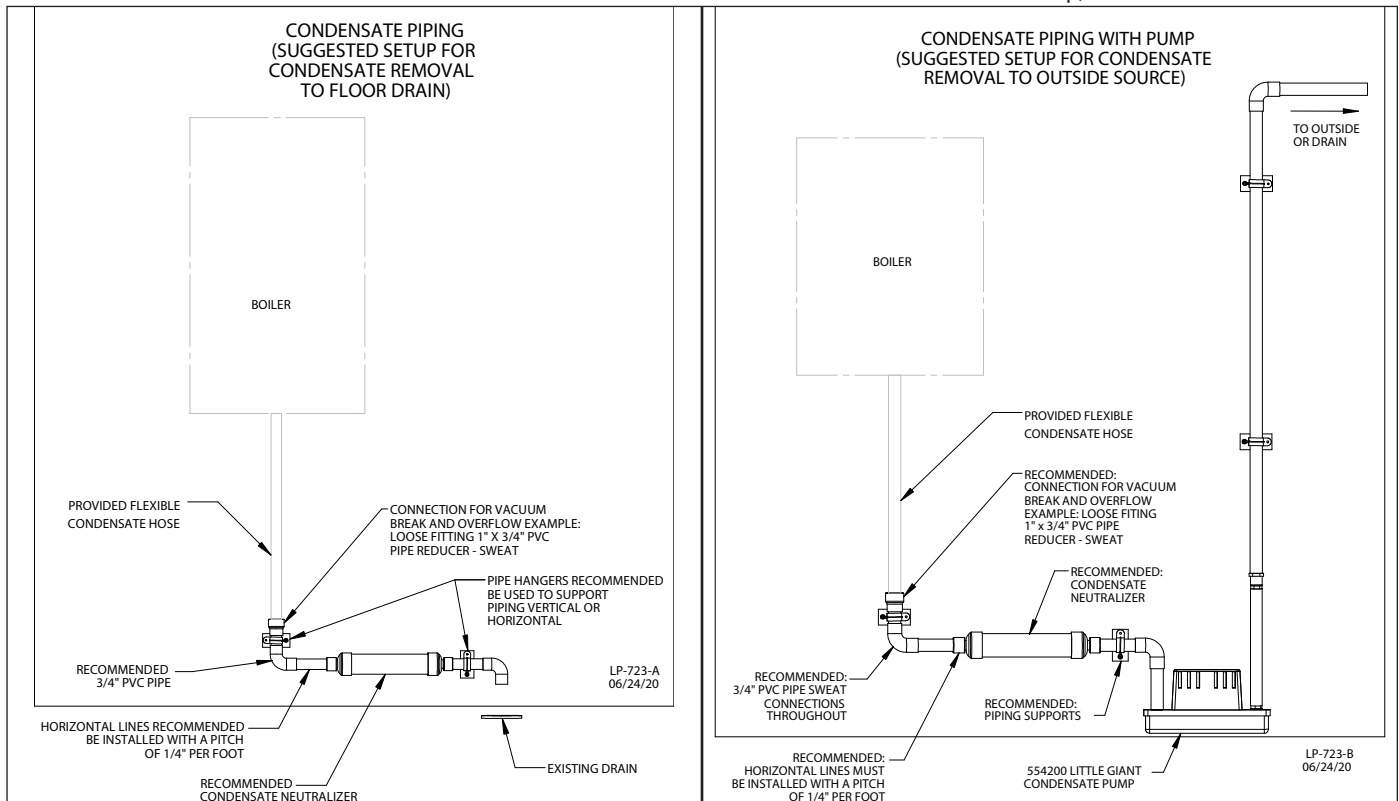 CONDENSATE PIPING
(SUGGESTED SETUP FOR
CONDENSATE REMOVAL
TO FLOOR DRAIN)
BOILER
PROVIDED FLEXIBLE
CONDENSATE HOSE
CONNECTION FOR VACUUM
BREAK AND OVERFLOW EXAMPLE:
LOOSE FITTING 1" X 3/4" PVC
PIPE REDUCER - SWEAT
PIPE HANGERS RECOMMENDED
BE USED TO SUPPORT
PIPING VERTICAL OR
HORIZONTAL
RECOMMENDED
3/4" PVC PIPE
LP-723-A
06/24/20
HORIZONTAL LINES RECOMMENDED
BE INSTALLED WITH A PITCH
OF 1/4" PER FOOT
EXISTING DRAIN
RECOMMENDED
CONDENSATE NEUTRALIZER
CONDENSATE PIPING WITH PUMP
(SUGGESTED SETUP FOR CONDENSATE
REMOVAL TO OUTSIDE SOURCE)
TO OUTSIDE
OR DRAIN
BOILER
PROVIDED FLEXIBLE
CONDENSATE HOSE
RECOMMENDED:
CONNECTION FOR VACUUM
BREAK AND OVERFLOW
EXAMPLE: LOOSE FITING
1" x 3/4" PVC PIPE
REDUCER - SWEAT
RECOMMENDED:
CONDENSATE
NEUTRALIZER
RECOMMENDED:
3/4" PVC PIPE SWEAT
CONNECTIONS
THROUGHOUT
RECOMMENDED:
PIPING SUPPORTS
RECOMMENDED:
HORIZONTAL LINES MUST
BE INSTALLED WITH A PITCH
OF 1/4" PER FOOT
554200 LITTLE GIANT
CONDENSATE PUMP
LP-723-B
06/24/20